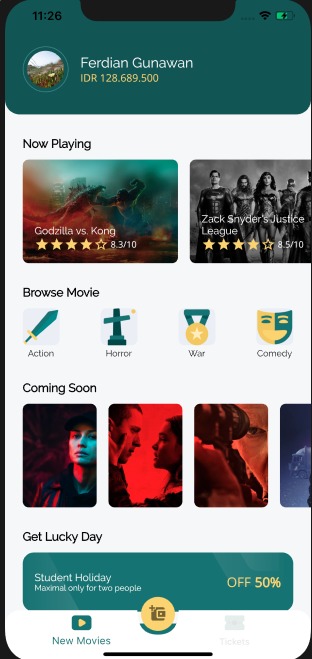 11:26
Ferdian Gunawan
IDR 128.689.500
Now Playing
Godzilla vs. Kong
8.3/10
Zack Snyder's Justice
League
8.5/10
Browse Movie
Action
Horror
War
Comedy
Coming Soon
Get Lucky Day
Student Holiday
Maximal only for two people
OFF 50%
New Movies
Tickets